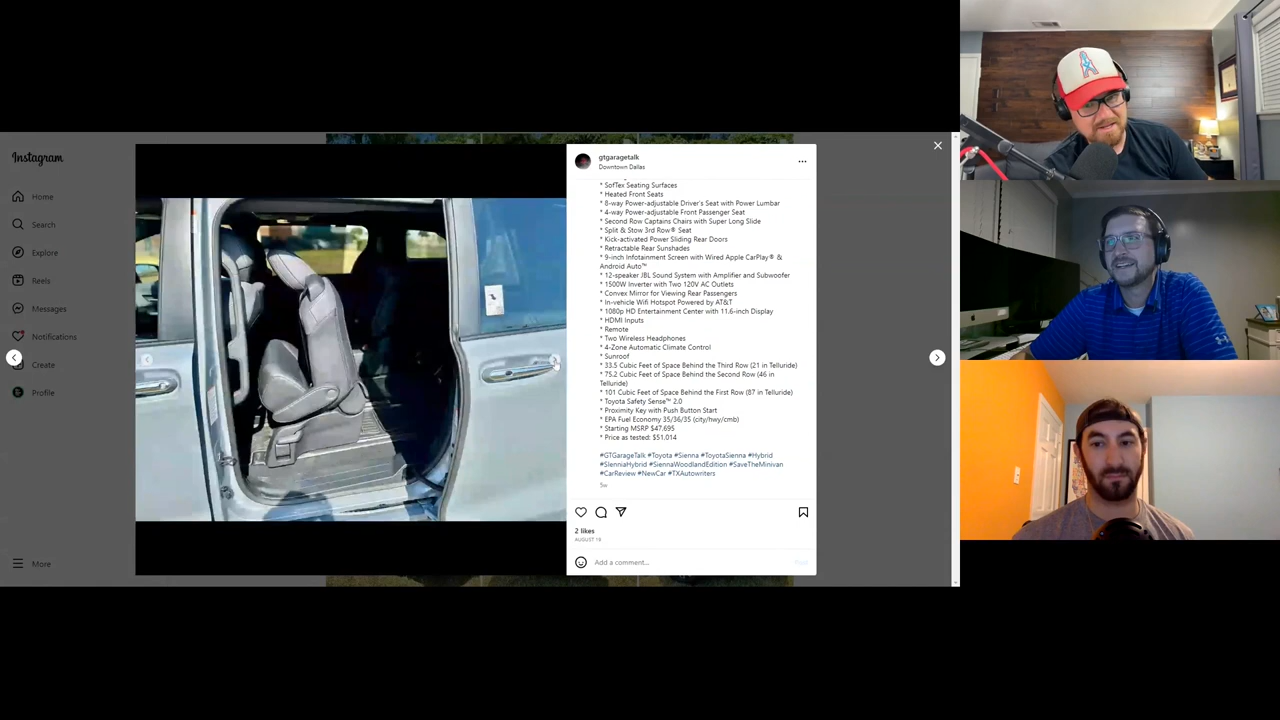 Instagram
Home
Search
Explore
Reels
Messages
Notifications
Create
Profile
More
gtgaragetalk
Downtown Dallas
* SofTex Seating Surfaces
* Heated Front Seats
* 8-way Power-adjustable Driver's Seat with Power Lumbar
* 4-way Power-adjustable Front Passenger Seat
* Second Row Captains Chairs with Super Long Slide
* Split & Stow 3rd Row® Seat
* Kick-activated Power Sliding Rear Doors
* Retractable Rear Sunshades
* 9-inch Infotainment Screen with Wired Apple CarPlay® &
Android Auto™
* 12-speaker JBL Sound System with Amplifier and Subwoofer
* 1500W Inverter with Two 120V AC Outlets
* Convex Mirror for Viewing Rear Passengers
* In-vehicle Wifi Hotspot Powered by AT&T
* 1080p HD Entertainment Center with 11.6-inch Display
* HDMI Inputs
* Remote
* Two Wireless Headphones
* 4-Zone Automatic Climate Control
* Sunroof
* 33.5 Cubic Feet of Space Behind the Third Row (21 in Telluride)
* 75.2 Cubic Feet of Space Behind the Second Row (46 in
Telluride)
* 101 Cubic Feet of Space Behind the First Row (87 in Telluride)
* Toyota Safety Sense™ 2.0
* Proximity Key with Push Button Start
* EPA Fuel Economy 35/36/35 (city/hwy/cmb)
* Starting MSRP $47,695
* Price as tested: $51,014
#GTGarageTalk #Toyota #Sienna #ToyotaSienna #Hybrid
#SIenniaHybrid #SiennaWoodlandEdition #SaveTheMinivan
#CarReview #NewCar #TXAutowriters
5w
2 likes
AUGUST 19
Add a comment...
Post